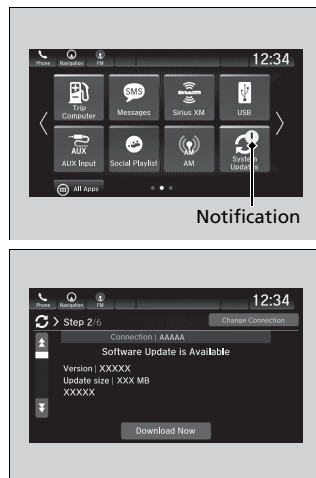 Phone Navigation FM 12:34
Trip Computer
SMS
Messages
Sirius XM
USB
AUX
AUX Input
Social Playlist
AM
AM
System Updates
All Apps
Notification
Phone Navigation FM 12:34
Step 2/6 Change Connection
Connection | AAAAA
Software Update is Available
Version | XXXXX
Update size | XXX MB
XXXXX
Download Now